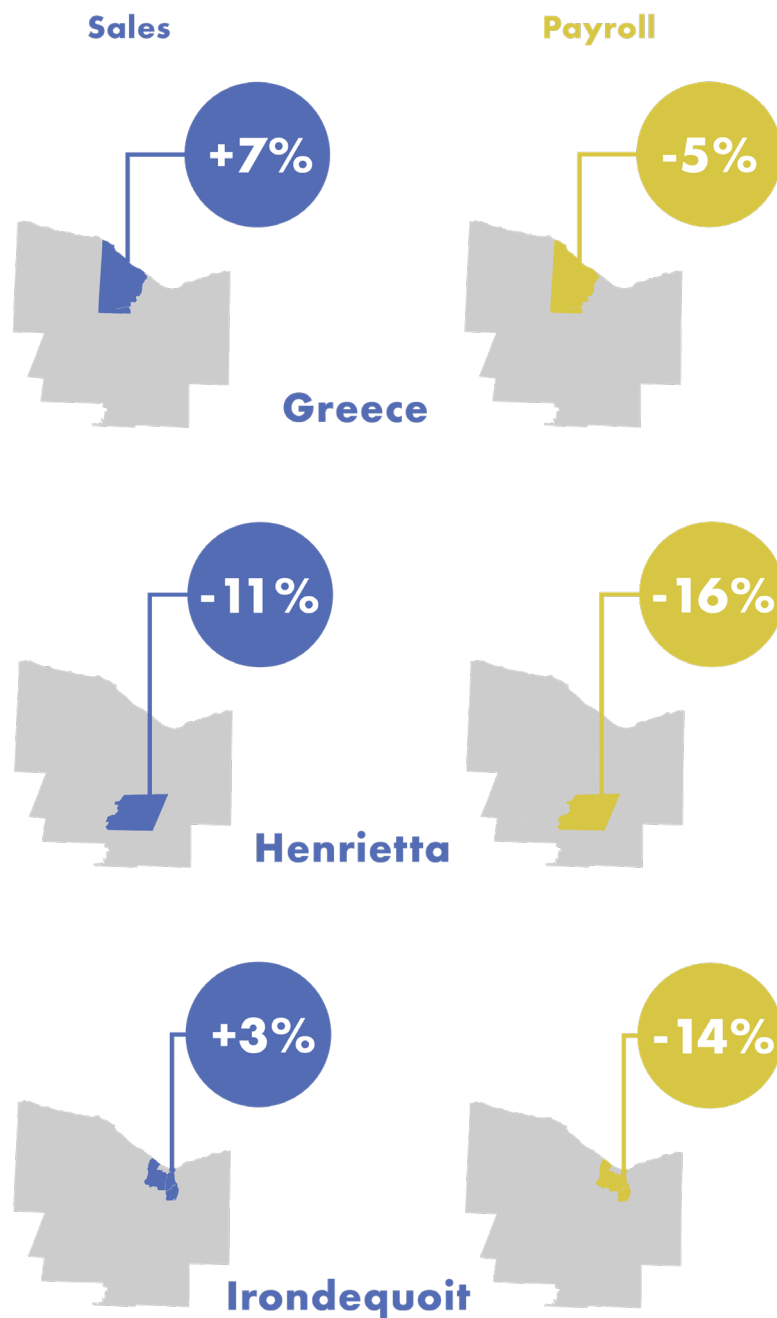 Sales
Payroll
+7%
-5%
Greece
-11%
-16%
Henrietta
+3%
-14%
Irondequoit